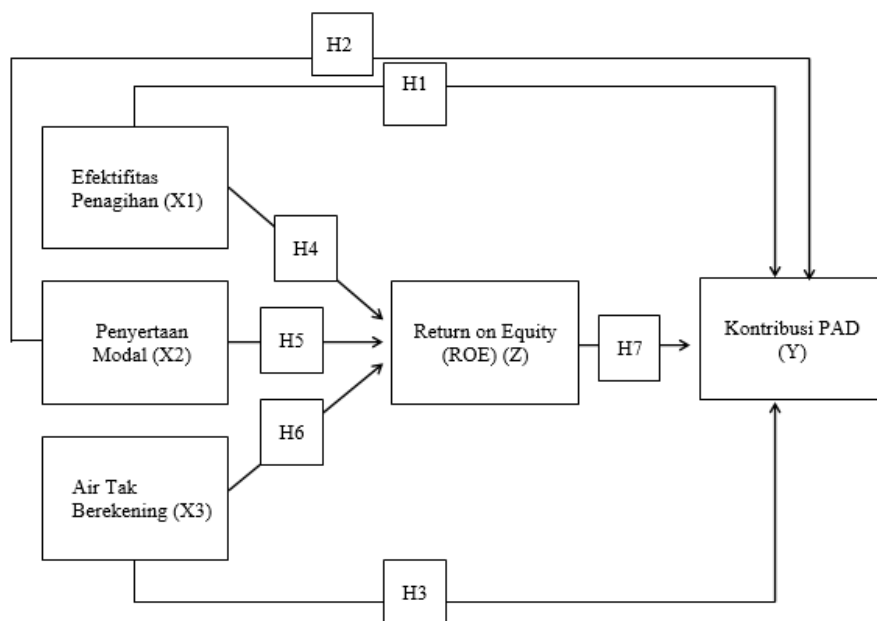 H2
H1
Efektifitas
Penagihan (X1)
H4
Penyertaan
Modal (X2)
H5
Return on Equity
(ROE) (Z)
H7
Kontribusi PAD
(Y)
H6
Air Tak
Berekening (X3)
H3